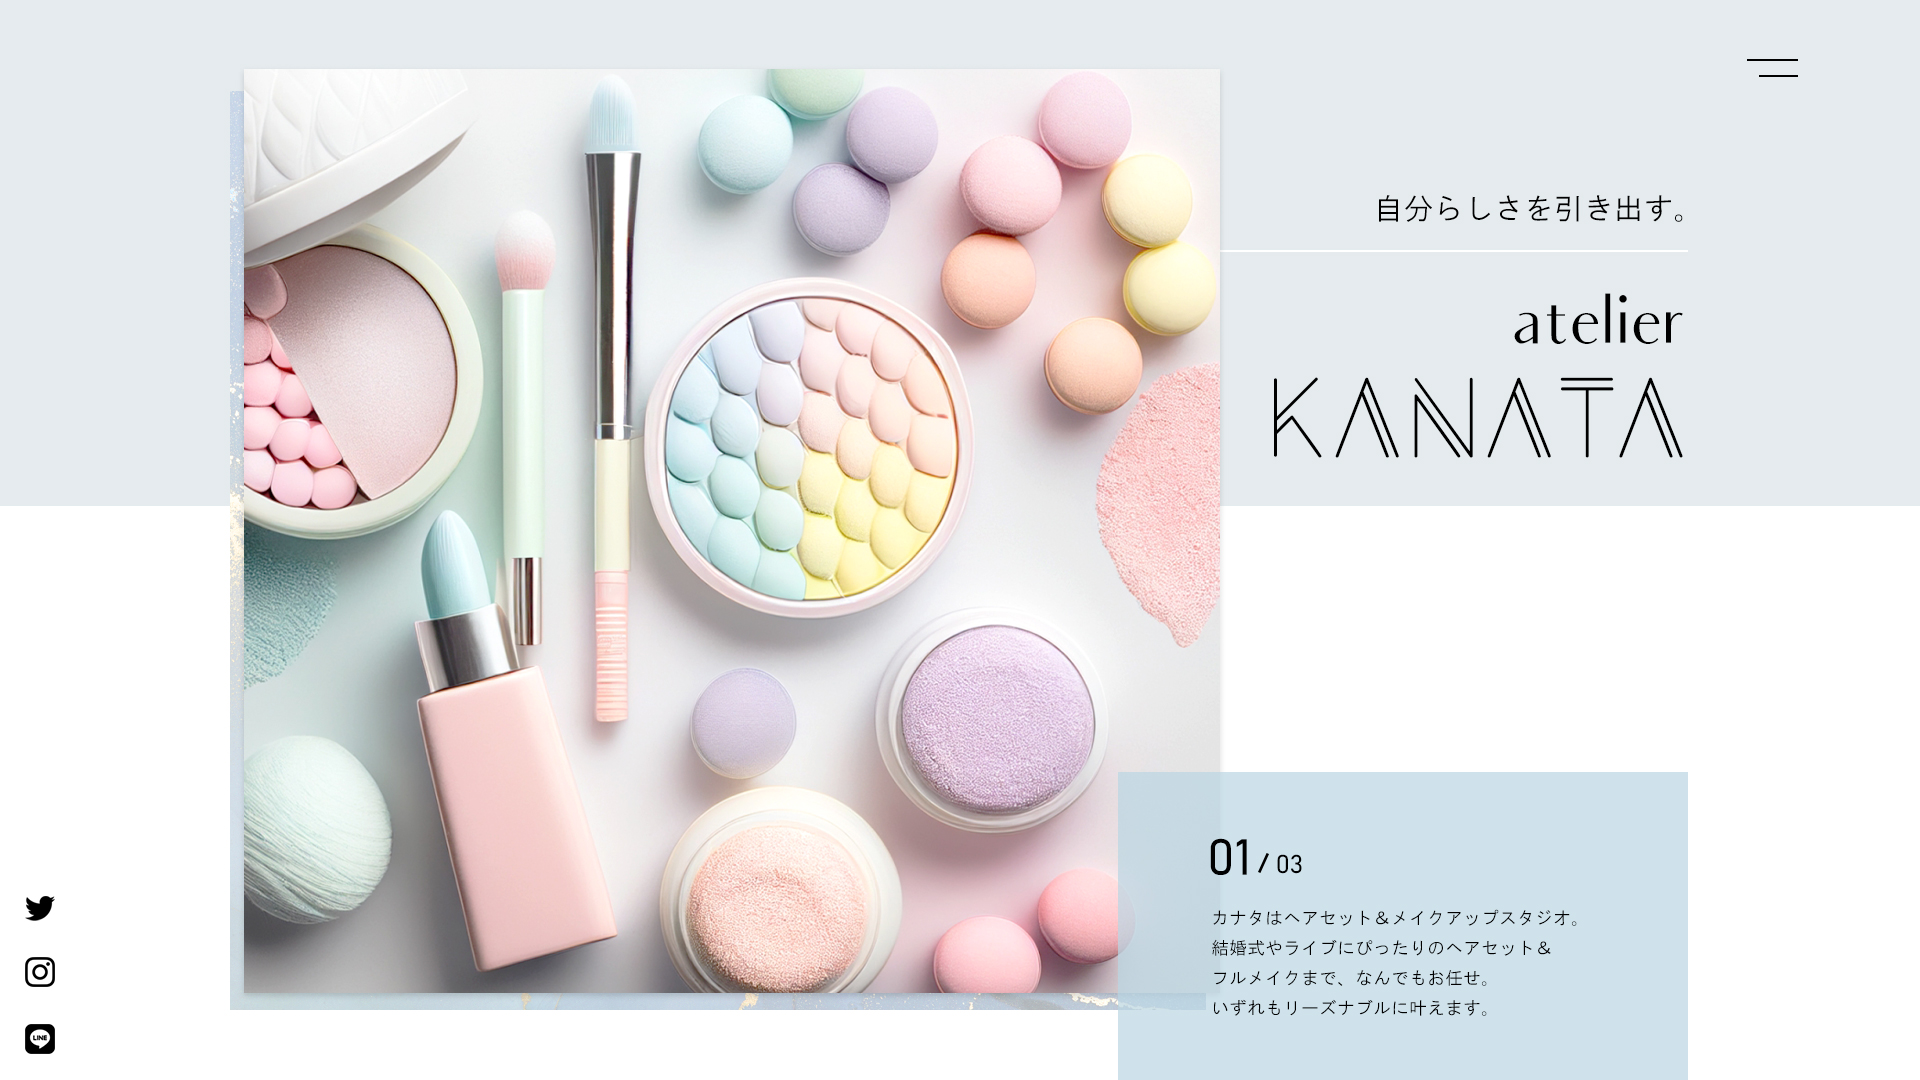 自分らしさを引き出す。
atelier
KANATA
01 / 03
カナタはヘアセット＆メイクアップスタジオ。
結婚式やライブにぴったりのヘアセット＆
フルメイクまで、なんでもお任せ。
いずれもリーズナブルに叶えます。
LINE